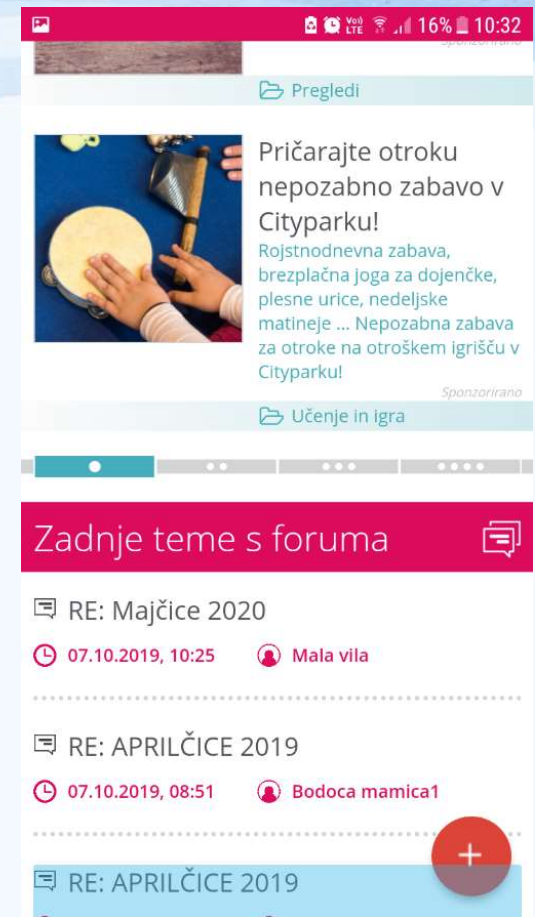 Vo))
LTE
16% 10:32
Sponzorirano
Pregledi
Pričarajte otroku
nepozabno zabavo v
Cityparku!
Rojstnodnevna zabava,
brezplačna joga za dojenčke,
plesne urice, nedeljske
matineje ... Nepozabna zabava
za otroke na otroškem igrišču v
Cityparku!
Sponzorirano
Učenje in igra
Zadnje teme s foruma
RE: Majčice 2020
07.10.2019, 10:25 Mala vila
RE: APRILČICE 2019
07.10.2019, 08:51 Bodoca mamica1
+
RE: APRILČICE 2019